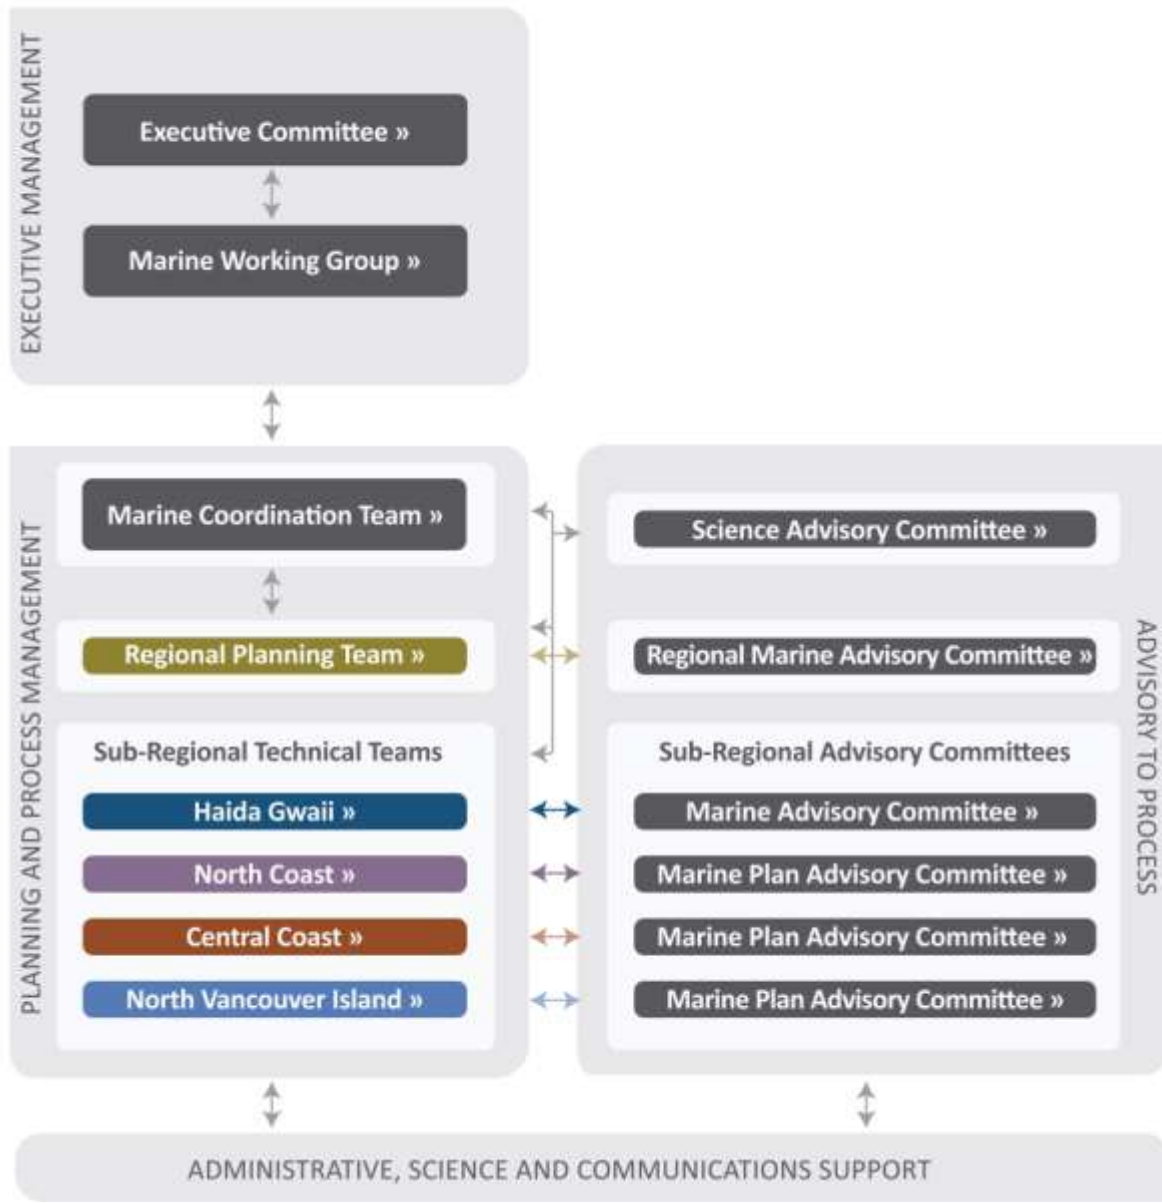 EXECUTIVE MANAGEMENT
Executive Committee »
Marine Working Group »
PLANNING AND PROCESS MANAGEMENT
Marine Coordination Team »
Regional Planning Team »
Sub-Regional Technical Teams
Haida Gwaii »
North Coast »
Central Coast »
North Vancouver Island »
ADVISORY TO PROCESS
Science Advisory Committee »
Regional Marine Advisory Committee »
Sub-Regional Advisory Committees
Marine Advisory Committee »
Marine Plan Advisory Committee »
Marine Plan Advisory Committee »
Marine Plan Advisory Committee »
ADMINISTRATIVE, SCIENCE AND COMMUNICATIONS SUPPORT